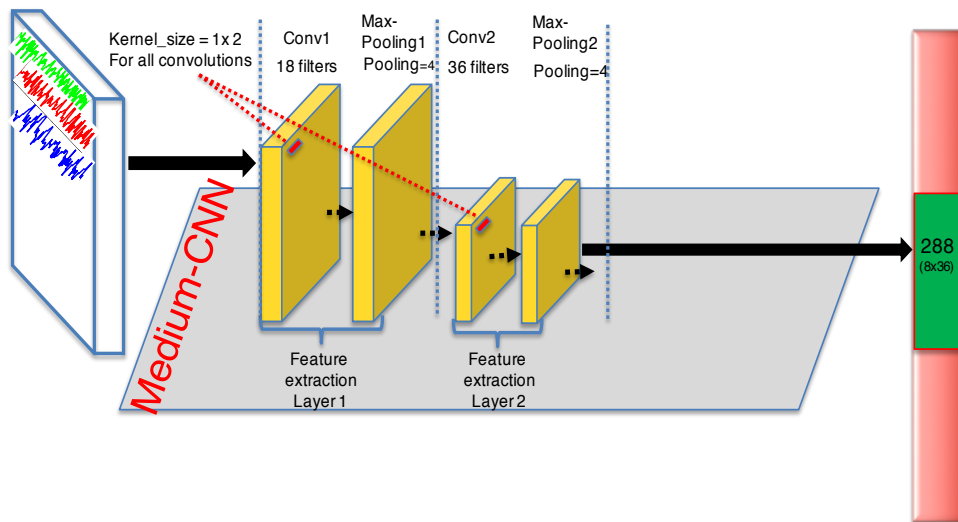 Kernel_size = 1x 2
For all convolutions
Conv1
18 filters
Max-
Pooling1
Pooling=4
Conv2
36 filters
Max-
Pooling2
Pooling=4
Medium-CNN
288
(8x36)
Feature
extraction
Layer 1
Feature
extraction
Layer 2